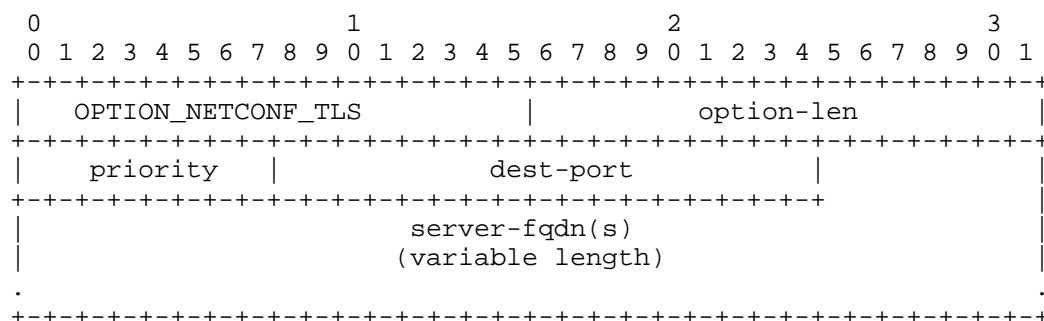 0                   1                   2                   3
 0 1 2 3 4 5 6 7 8 9 0 1 2 3 4 5 6 7 8 9 0 1 2 3 4 5 6 7 8 9 0 1
+-+-+-+-+-+-+-+-+-+-+-+-+-+-+-+-+-+-+-+-+-+-+-+-+-+-+-+-+-+-+-+-+
|   OPTION_NETCONF_TLS          |          option-len           |
+-+-+-+-+-+-+-+-+-+-+-+-+-+-+-+-+-+-+-+-+-+-+-+-+-+-+-+-+-+-+-+-+
|    priority   |             dest-port           |             |
+-+-+-+-+-+-+-+-+-+-+-+-+-+-+-+-+-+-+-+-+-+-+-+-+-+             |
|                        server-fqdn(s)                         |
|                       (variable length)                       |
.                                                               .
+-+-+-+-+-+-+-+-+-+-+-+-+-+-+-+-+-+-+-+-+-+-+-+-+-+-+-+-+-+-+-+-+